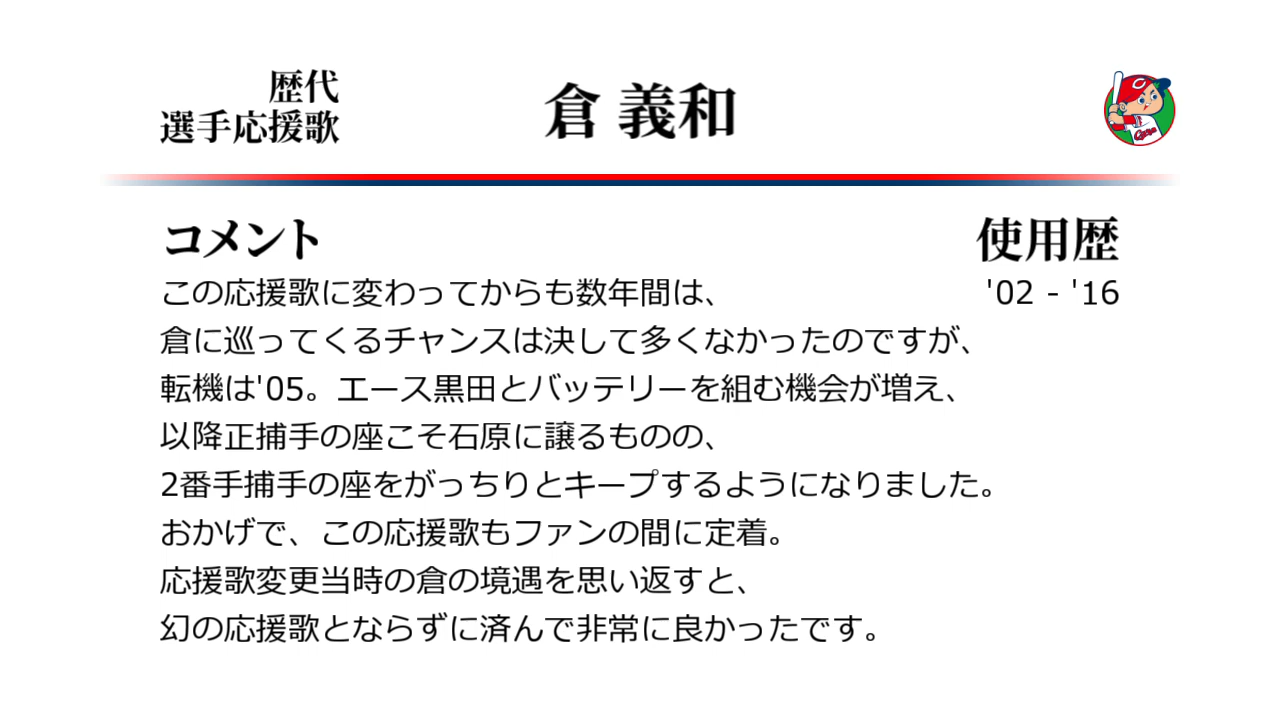 歴代
選手応援歌
倉 義和
コメント
使用歴
この応援歌に変わってからも数年間は、
'02 - '16
倉に巡ってくるチャンスは決して多くなかったのですが、
転機は'05。エース黒田とバッテリーを組む機会が増え、
以降正捕手の座こそ石原に譲るものの、
2番手捕手の座をがっちりとキープするようになりました。
おかげで、この応援歌もファンの間に定着。
応援歌変更当時の倉の境遇を思い返すと、
幻の応援歌とならずに済んで非常に良かったです。